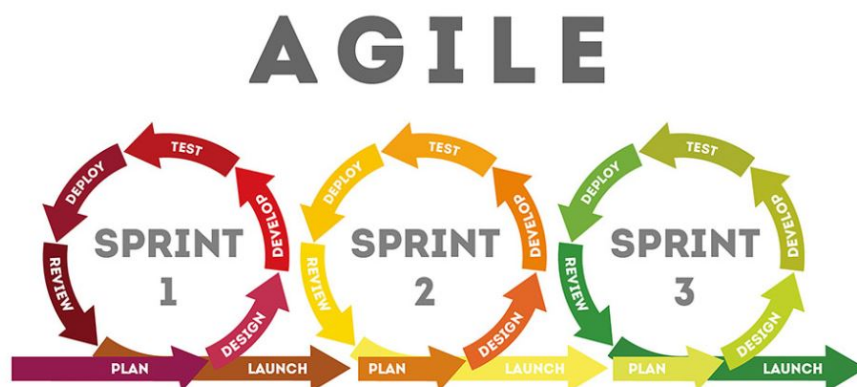 AGILE
TEST
DEPLOY
DEVELOP
SPRINT
1
REVIEW
DESIGN
PLAN
LAUNCH
TEST
DEPLOY
DEVELOP
SPRINT
2
REVIEW
DESIGN
PLAN
LAUNCH
TEST
DEPLOY
DEVELOP
SPRINT
3
REVIEW
DESIGN
PLAN
LAUNCH